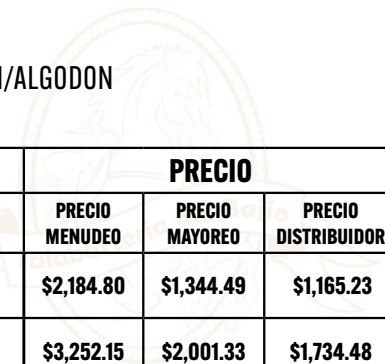 /ALGODON
PRECIO
PRECIO MENUDEO
PRECIO MAYOREO
PRECIO DISTRIBUIDOR
$2,184.80 $1,344.49 $1,165.23
$3,252.15 $2,001.33 $1,734.48